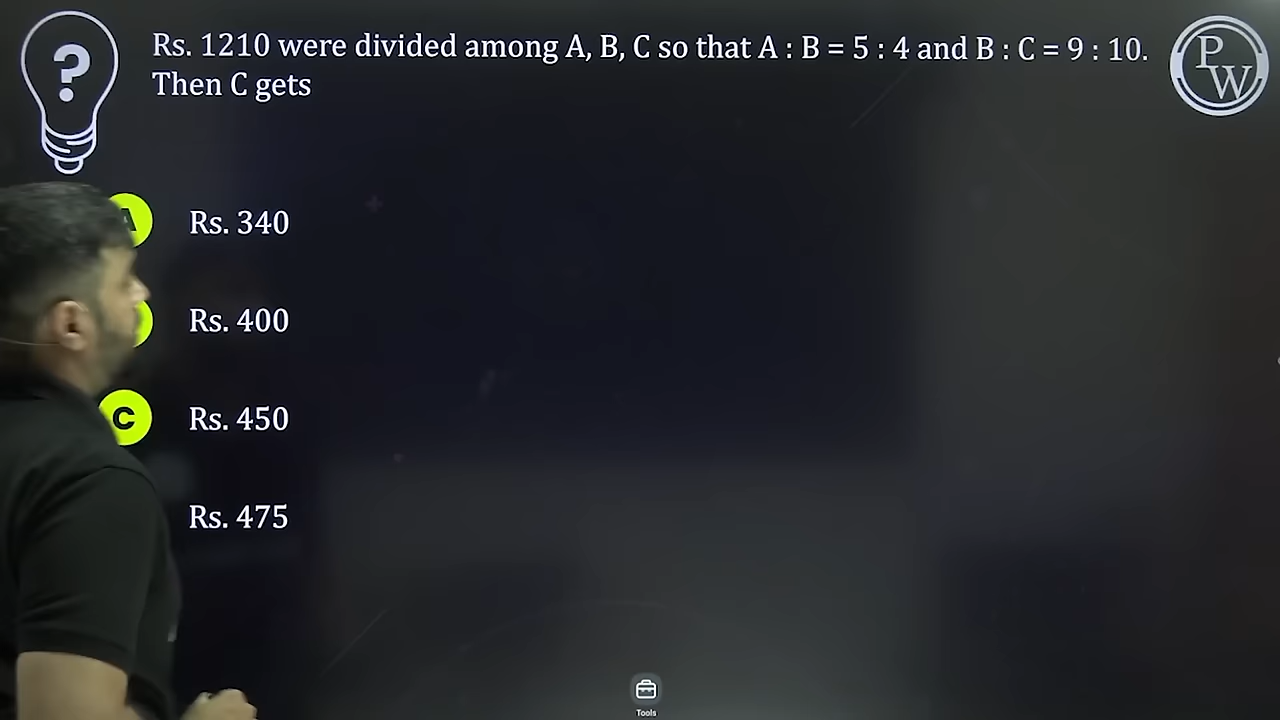 Rs. 1210 were divided among A, B, C so that A : B = 5 : 4 and B : C = 9 : 10.
Then C gets
PW
A Rs. 340
Rs. 400
C Rs. 450
Rs. 475
Tools